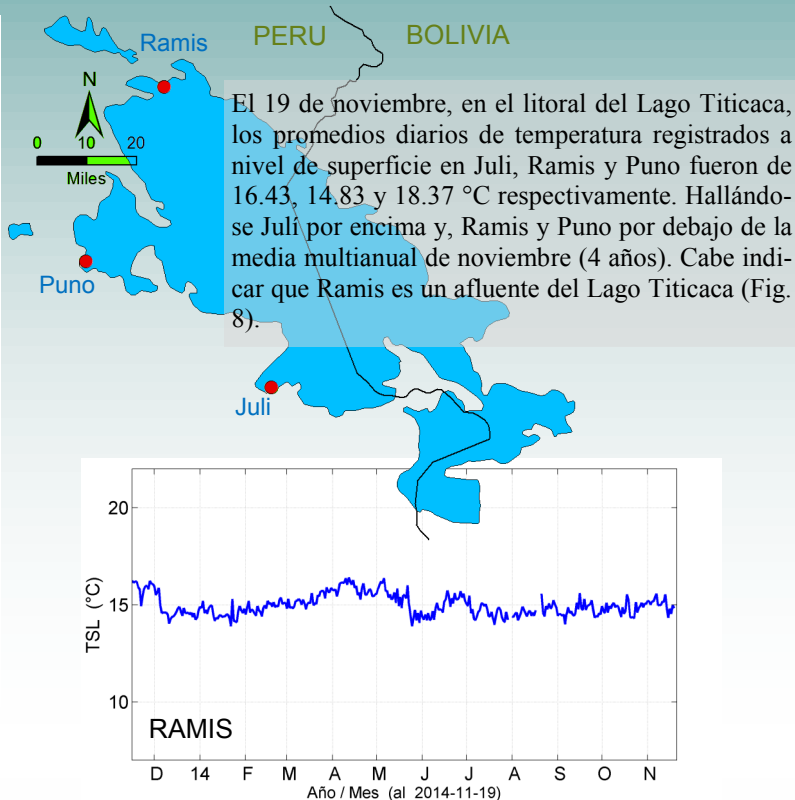 Ramis
PERU
BOLIVIA
N
0 10 20
Miles
El 19 de noviembre, en el litoral del Lago Titicaca,
los promedios diarios de temperatura registrados a
nivel de superficie en Juli, Ramis y Puno fueron de
16.43, 14.83 y 18.37 °C respectivamente. Hallándo-
se Julí por encima y, Ramis y Puno por debajo de la
media multianual de noviembre (4 años). Cabe indi-
car que Ramis es un afluente del Lago Titicaca (Fig.
8).
Puno
Juli
20
15
10
TSL (°C)
RAMIS
D 14 F M A M J J A S O N
Año / Mes (al 2014-11-19)